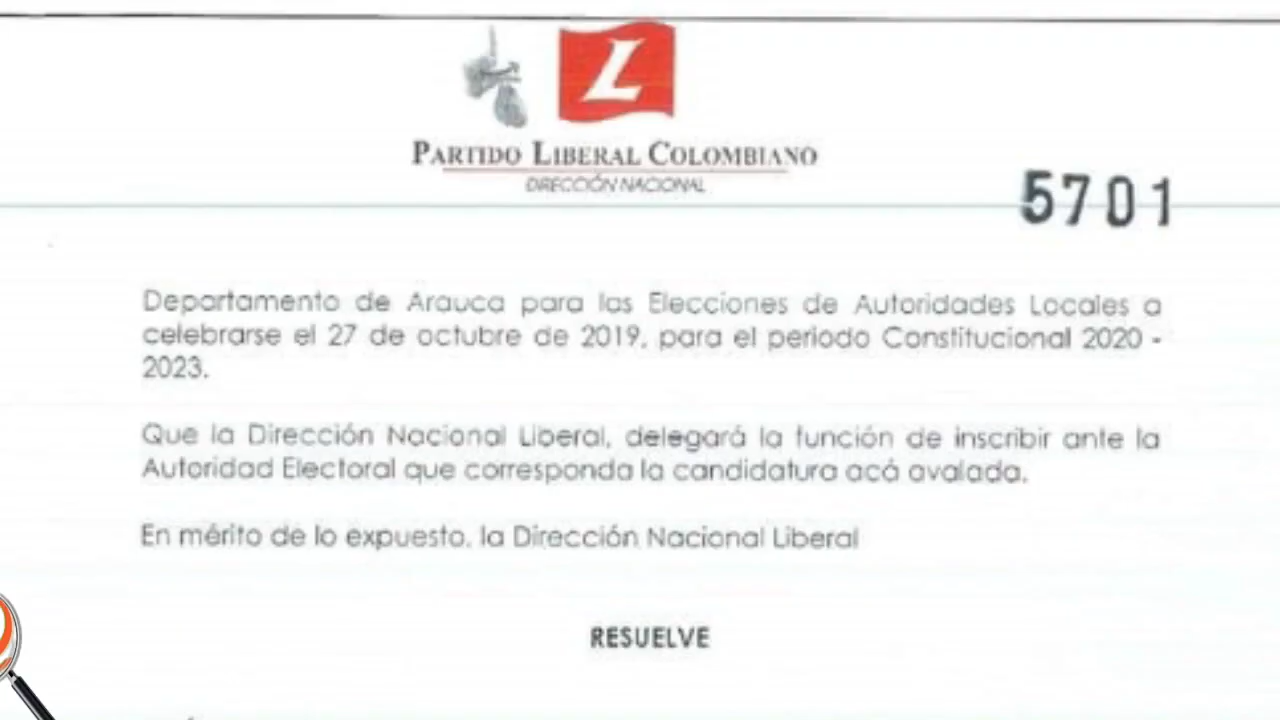 L
PARTIDO LIBERAL COLOMBIANO
DIRECCIÓN NACIONAL
5701
Departamento de Arauca para las Elecciones de Autoridades Locales a
celebrarse el 27 de octubre de 2019, para el periodo Constitucional 2020 -
2023.
Que la Dirección Nacional Liberal, delegará la función de inscribir ante la
Autoridad Electoral que corresponda la candidatura acá avalada.
En mérito de lo expuesto, la Dirección Nacional Liberal
RESUELVE